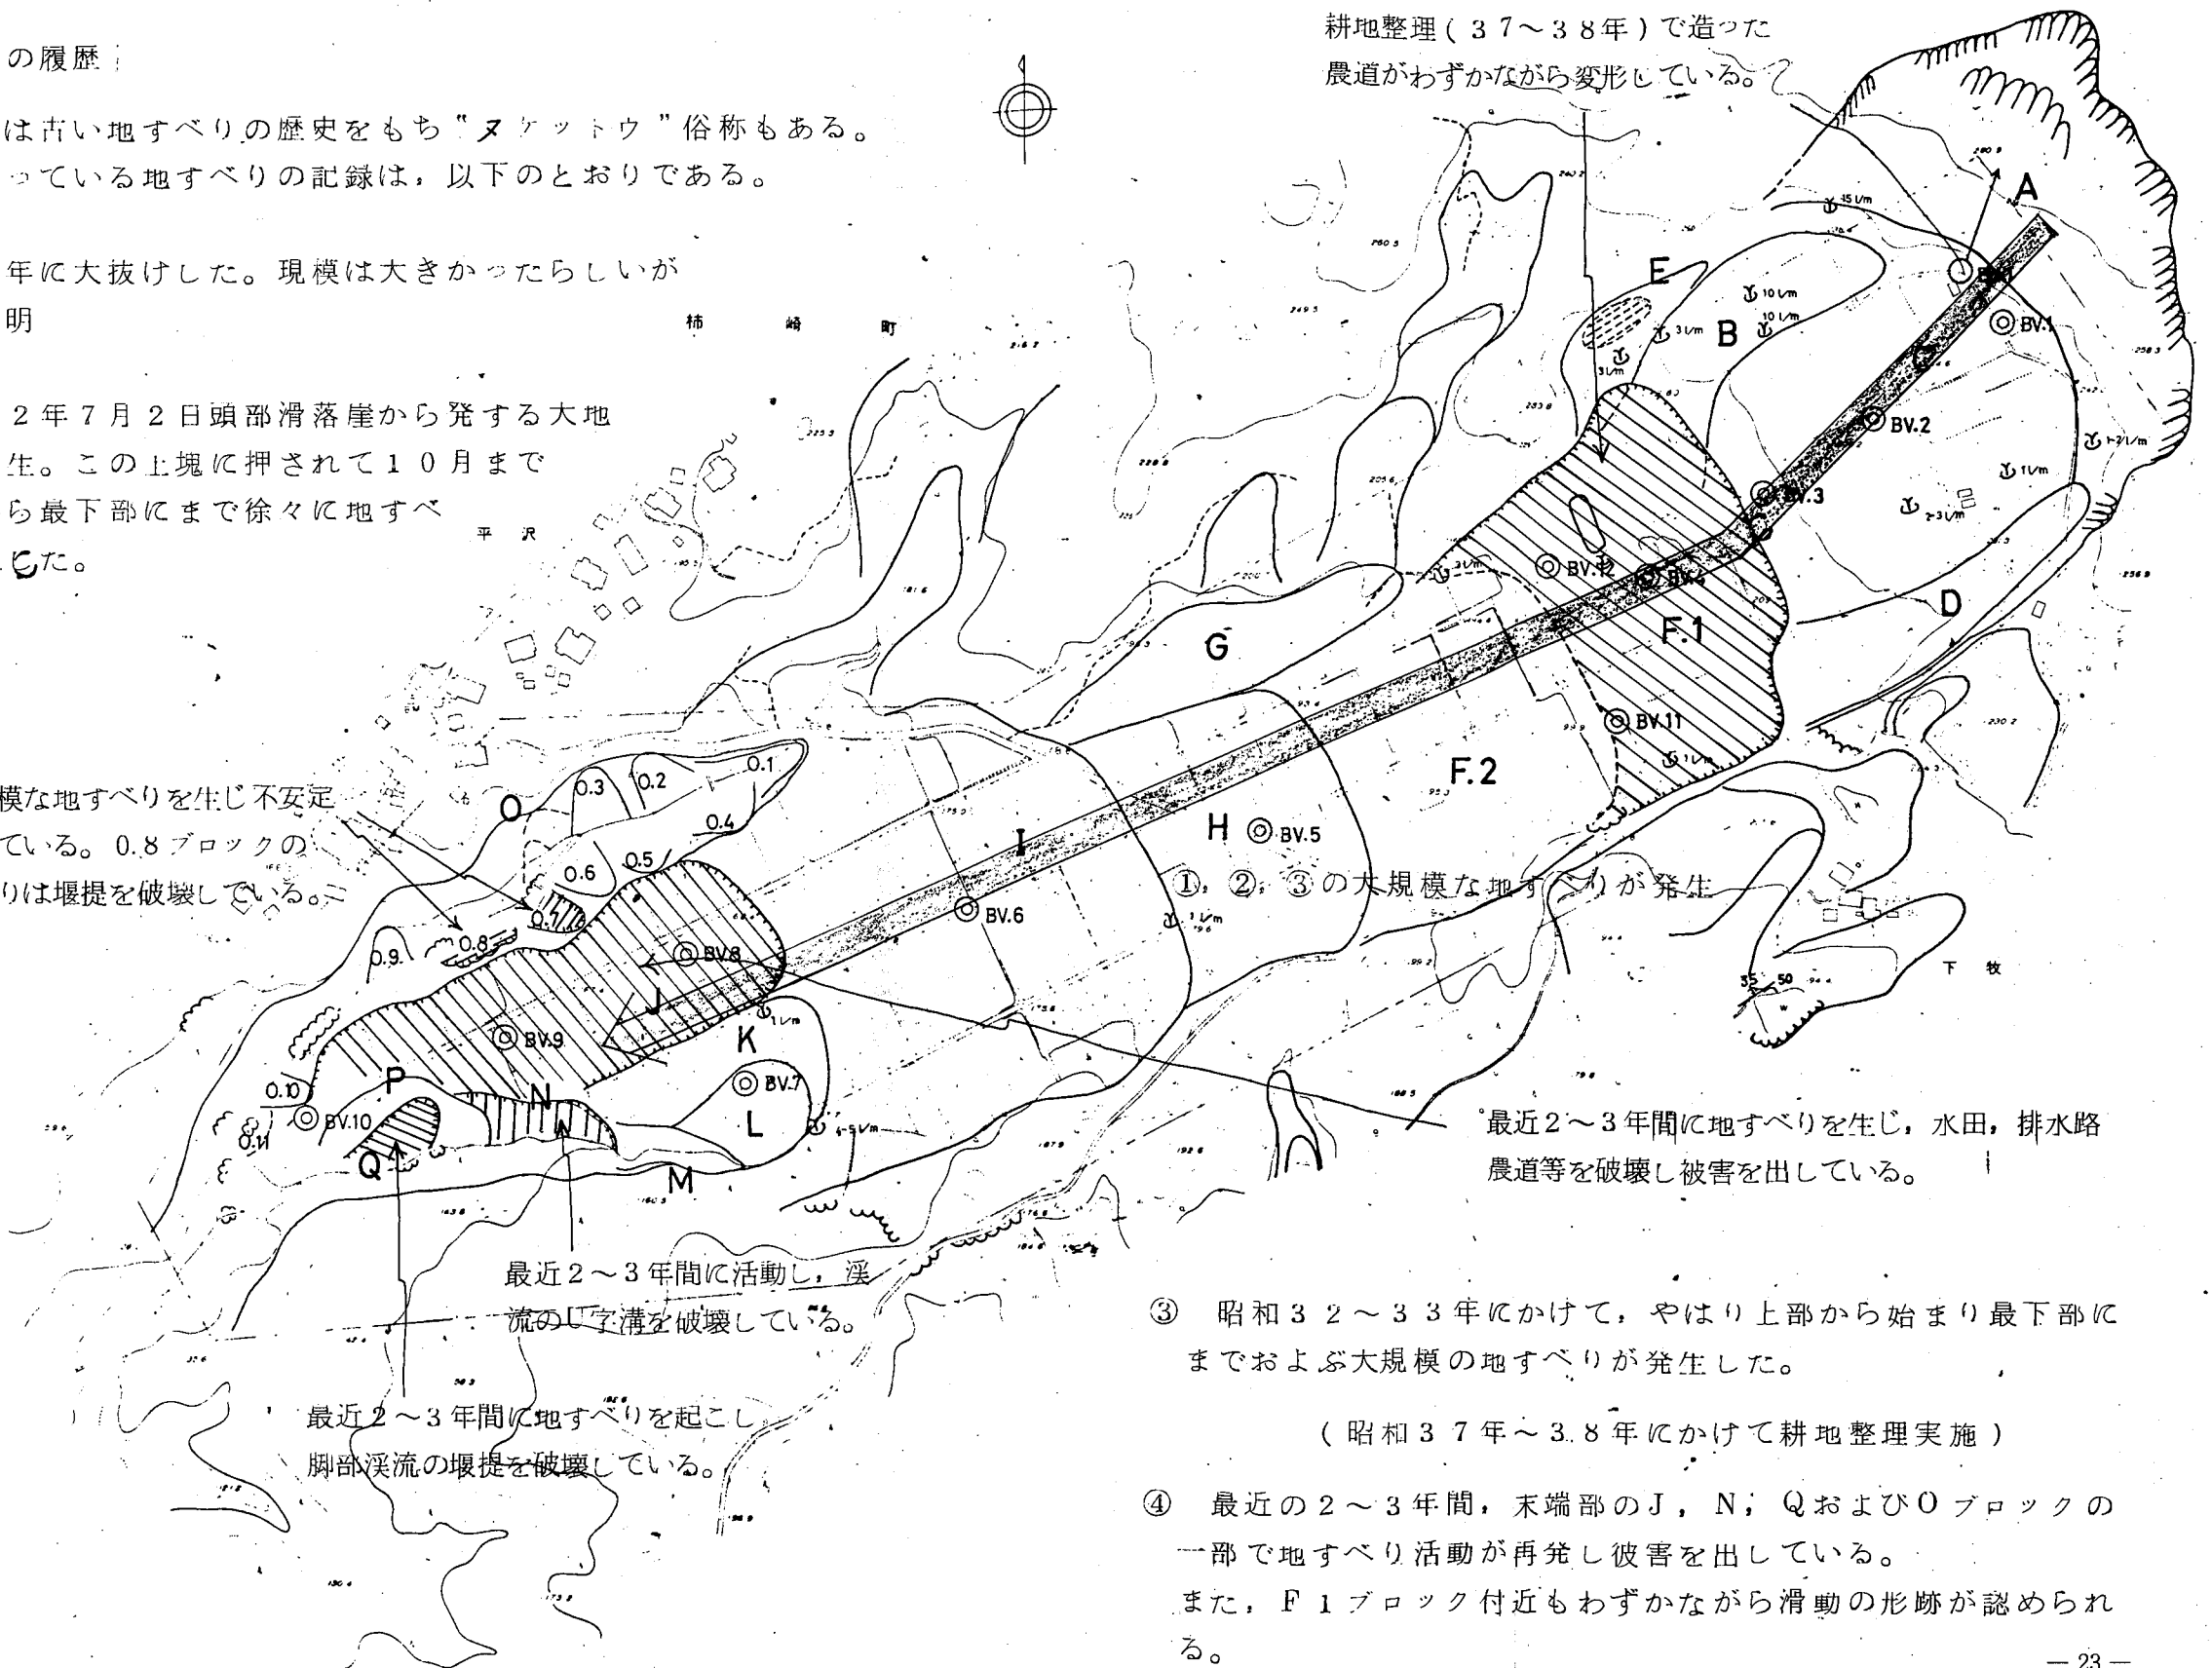 の履歴
は古い地すべりの歴史をもち“ヌケットウ”俗称もある。
っている地すべりの記録は，以下のとおりである。
年に大抜けした。現模は大きかったらしいが
明
2年7月2日頭部滑落崖から発する大地
生。この土塊に押されて10月まで
ら最下部にまで徐々に地すべ
した。
模な地すべりを生じ不安定
ている。0.8ブロックの
りは堰提を破壊している。
耕地整理(37～38年)で造った
農道がわずかながら変形している。
柿崎町
平沢
下牧
A
B
C
D
E
F.1
F.2
G
H
I
J
K
L
M
N
O
P
Q
0.1
0.2
0.3
0.4
0.5
0.6
0.7
0.8
0.9
0.10
0.11
BV.1
BV.2
BV.3
BV.4
BV.5
BV.6
BV.7
BV.8
BV.9
BV.10
BV.11
BV.12
15 l/m
10 l/m
10 l/m
3 l/m
3 l/m
1~2 l/m
1 l/m
2~3 l/m
3 l/m
1 l/m
1 l/m
1 l/m
4~5 l/m
35 50
①，②，③の大規模な地すべりが発生
最近2～3年間に地すべりを生じ，水田，排水路
農道等を破壊し被害を出している。
最近2～3年間に活動し，渓
流のU字溝を破壊している。
最近2～3年間に地すべりを起こし
脚部渓流の堰提を破壊している。
③　昭和32～33年にかけて，やはり上部から始まり最下部に
までおよぶ大規模の地すべりが発生した。
(昭和37年～38年にかけて耕地整理実施)
④　最近の2～3年間，末端部のJ，N，QおよびOブロックの
一部で地すべり活動が再発し被害を出している。
また，F1ブロック付近もわずかながら滑動の形跡が認められ
る。
— 23 —